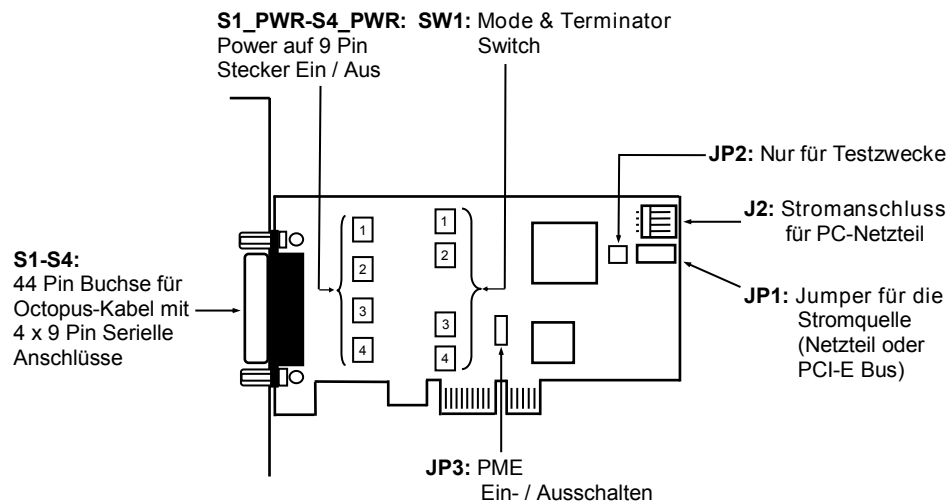 S1_PWR-S4_PWR:
Power auf 9 Pin
Stecker Ein / Aus
SW1: Mode & Terminator
Switch
JP2: Nur für Testzwecke
J2: Stromanschluss
für PC-Netzteil
JP1: Jumper für die
Stromquelle
(Netzteil oder
PCI-E Bus)
S1-S4:
44 Pin Buchse für
Octopus-Kabel mit
4 x 9 Pin Serielle
Anschlüsse
1
2
3
4
1
2
3
4
JP3: PME
Ein- / Ausschalten